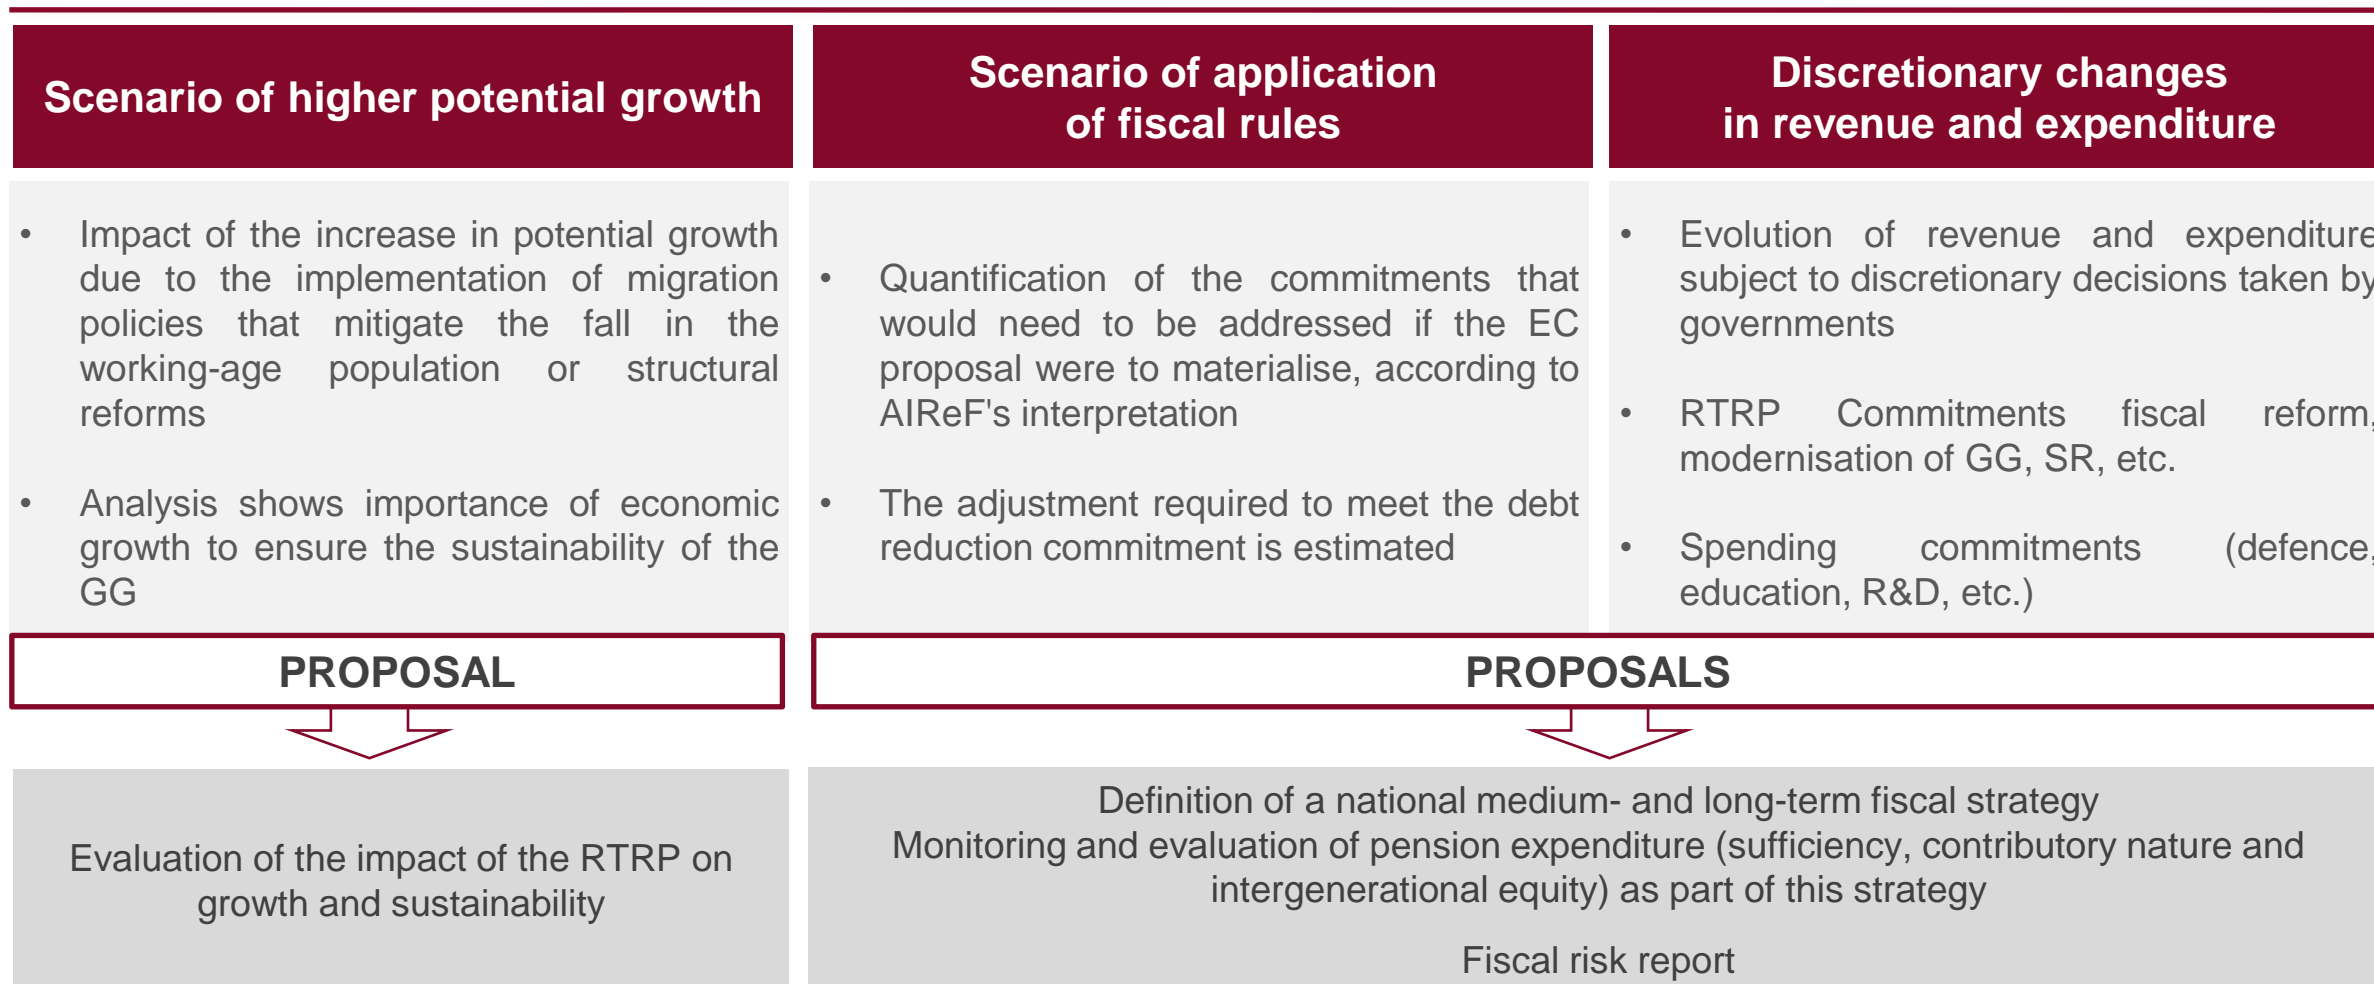 Scenario of higher potential growth
• Impact of the increase in potential growth
due to the implementation of migration
policies that mitigate the fall in the
working-age population or structural
reforms
• Analysis shows importance of economic
growth to ensure the sustainability of the
GG
Scenario of application
of fiscal rules
• Quantification of the commitments that
would need to be addressed if the EC
proposal were to materialise, according to
AIReF's interpretation
• The adjustment required to meet the debt
reduction commitment is estimated
Discretionary changes
in revenue and expenditure
• Evolution of revenue and expenditure
subject to discretionary decisions taken by
governments
• RTRP Commitments fiscal reform,
modernisation of GG, SR, etc.
• Spending commitments (defence,
education, R&D, etc.)
PROPOSAL
Evaluation of the impact of the RTRP on
growth and sustainability
PROPOSALS
Definition of a national medium- and long-term fiscal strategy
Monitoring and evaluation of pension expenditure (sufficiency, contributory nature and
intergenerational equity) as part of this strategy
Fiscal risk report